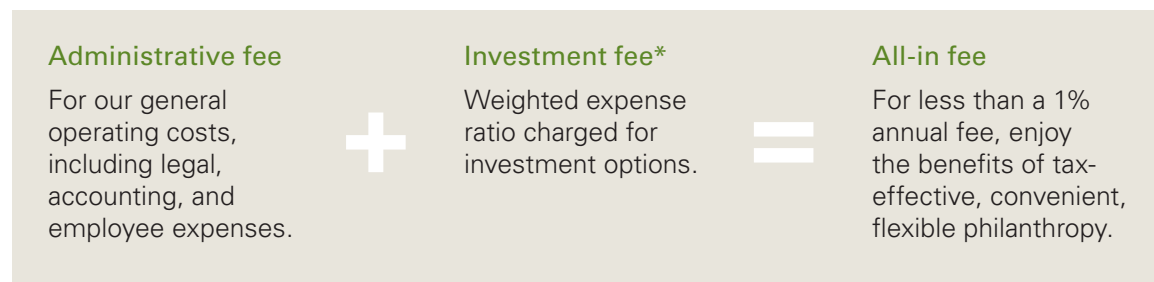 Administrative fee
For our general
operating costs,
including legal,
accounting, and
employee expenses.
+
Investment fee*
Weighted expense
ratio charged for
investment options.
=
All-in fee
For less than a 1%
annual fee, enjoy
the benefits of tax-
effective, convenient,
flexible philanthropy.